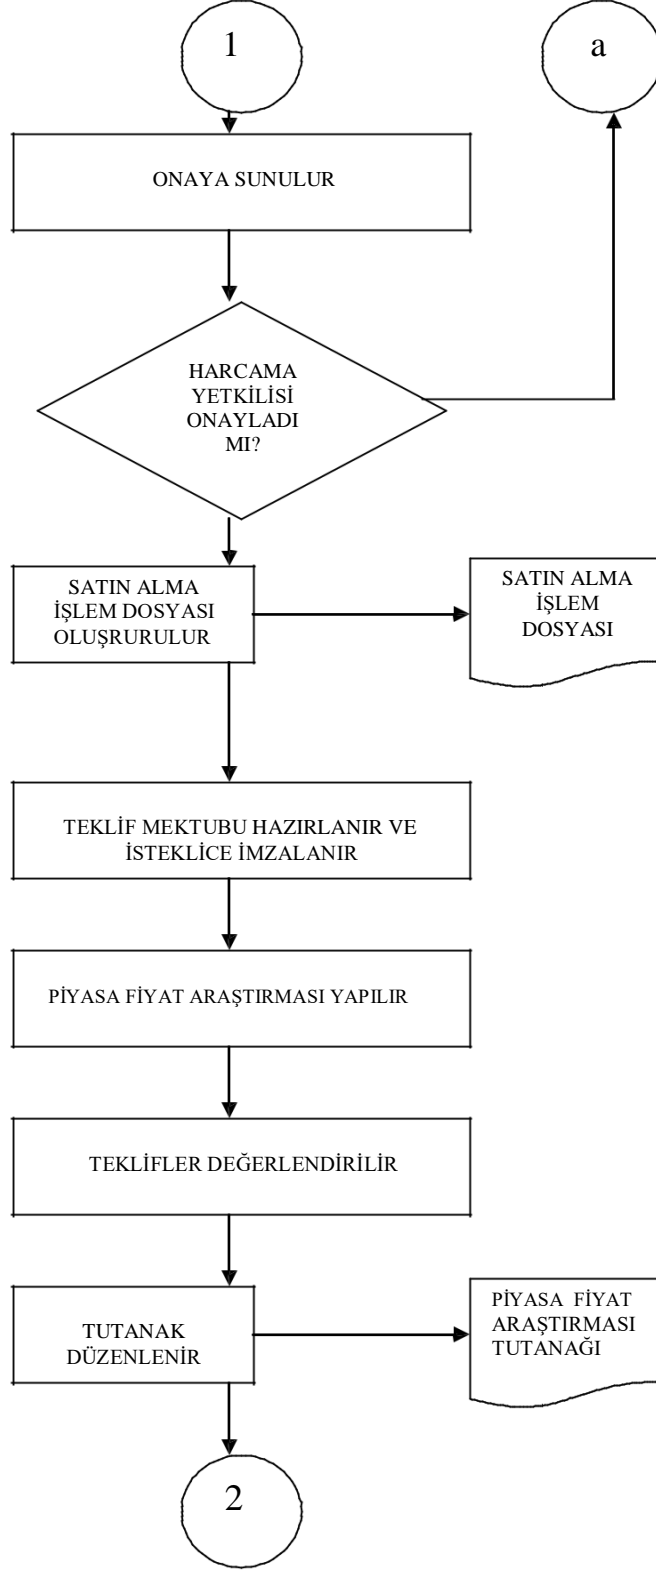 1
a
ONAYA SUNULUR
HARCAMA
YETKİLİSİ
ONAYLADI
MI?
SATIN ALMA
İŞLEM DOSYASI
OLUŞRURULUR
SATIN ALMA
İŞLEM
DOSYASI
TEKLİF MEKTUBU HAZIRLANIR VE
İSTEKLİCE İMZALANIR
PİYASA FİYAT ARAŞTIRMASI YAPILIR
TEKLİFLER DEĞERLENDİRİLİR
TUTANAK
DÜZENLENİR
PİYASA FİYAT
ARAŞTIRMASI
TUTANAĞI
2